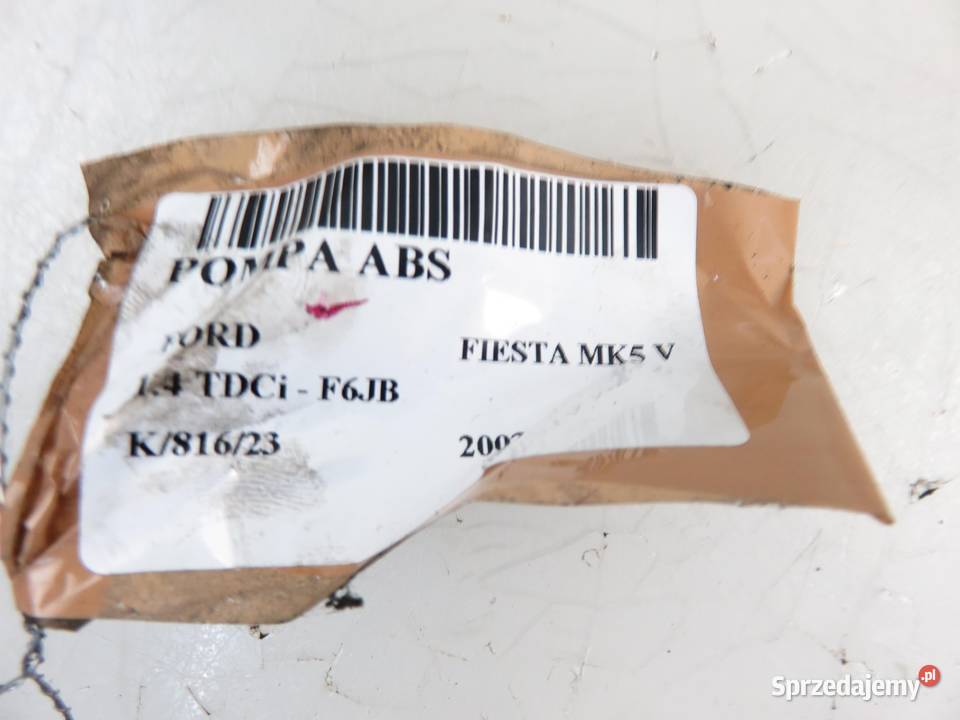 POMPA ABS
FORD FIESTA MK5 V
1.4 TDCi - F6JB
K/816/23
Sprzedajemy.pl